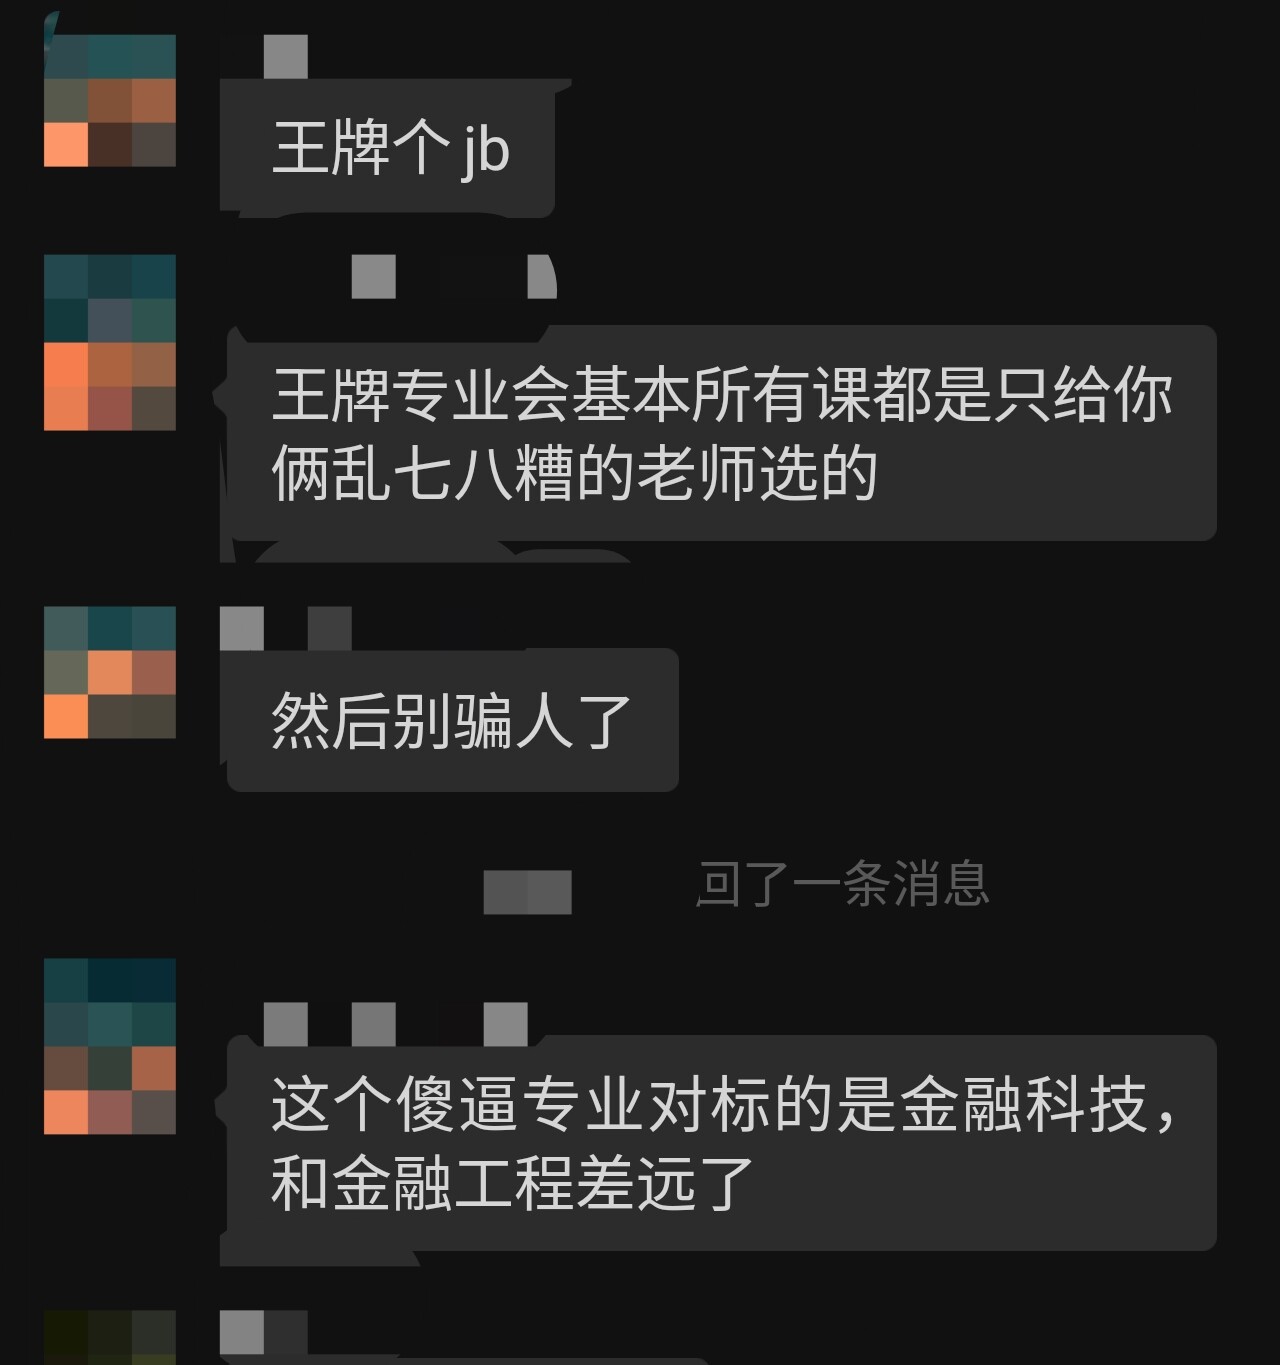 王牌个jb
王牌专业会基本所有课都是只给你
俩乱七八糟的老师选的
然后别骗人了
回了一条消息
这个傻逼专业对标的是金融科技，
和金融工程差远了